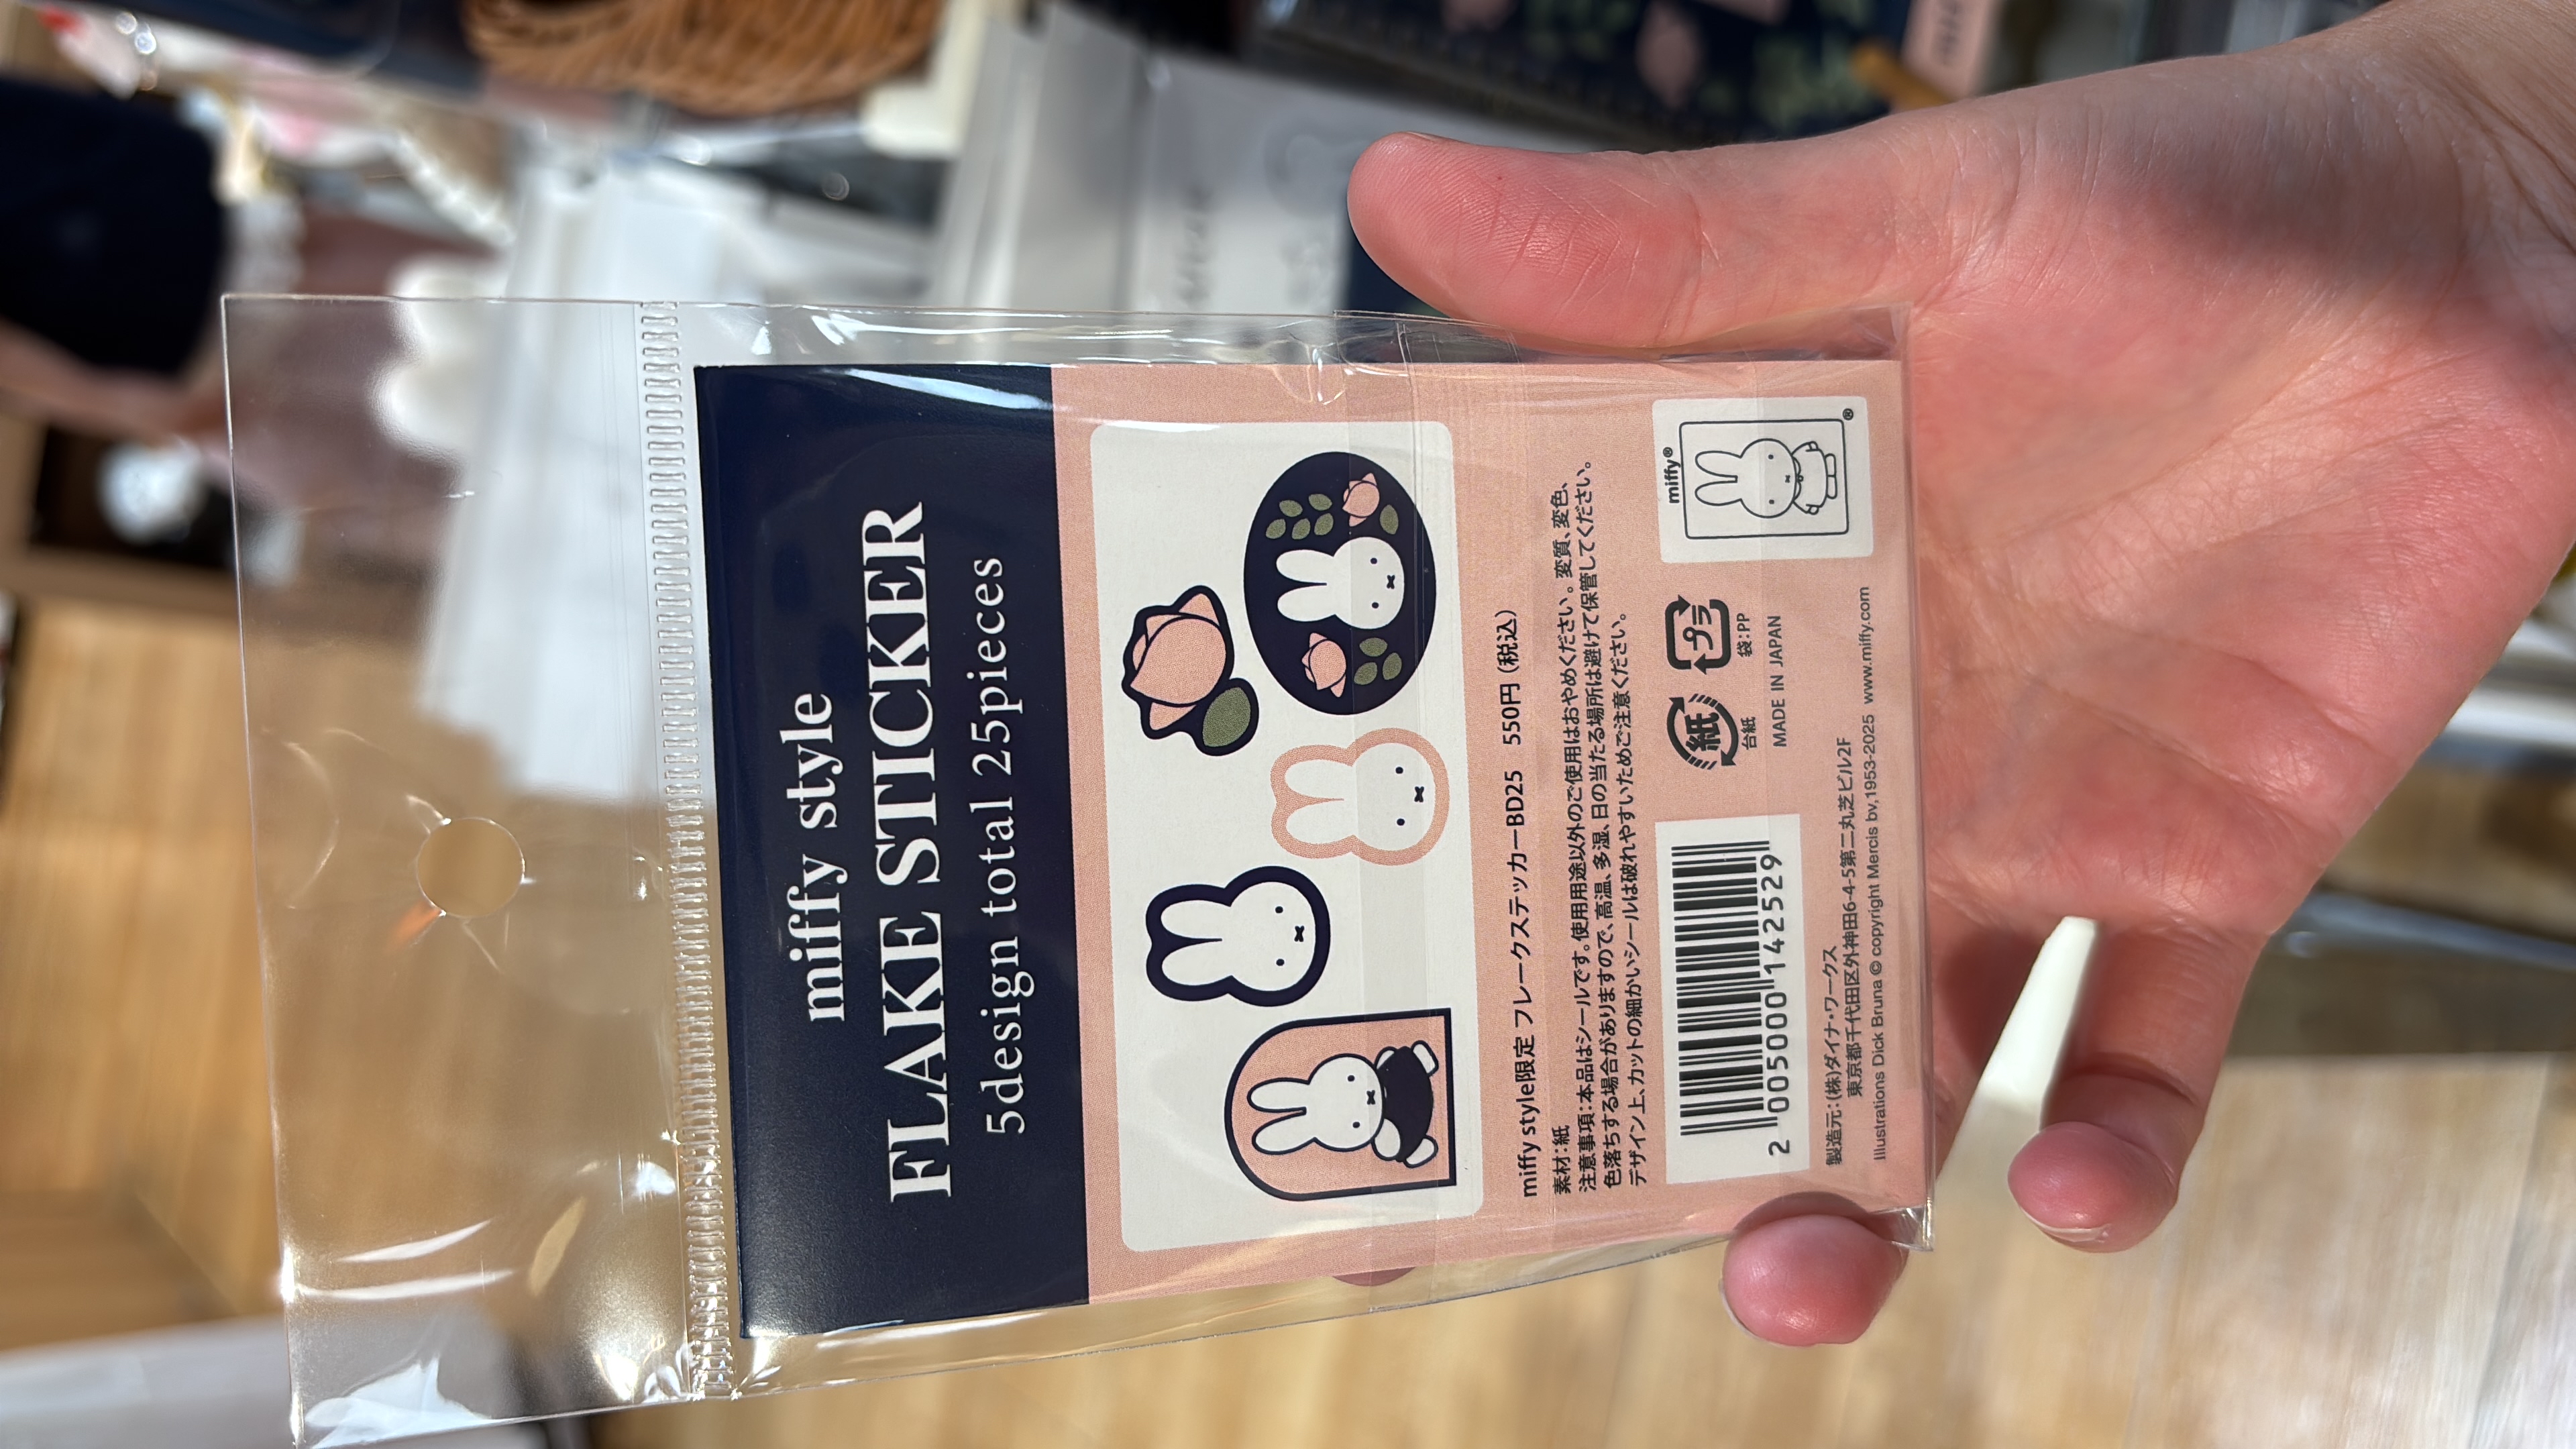 miffy style
FLAKE STICKER
5design total 25pieces
miffy style限定 フレークステッカーBD25 550円(税込)
素材:紙
注意事項:本品はシールです。使用用途以外のご使用はおやめください。変質、変色、
色落ちする場合がありますので、高温、多湿、日の当たる場所は避けて保管してください。
デザイン上、カットの細かいシールは破れやすいためご注意ください。
2 005000 142529
紙
台紙
プラ
袋:PP
MADE IN JAPAN
miffy®
®
製造元:(株)ダイナ・ワークス
東京都千代田区外神田6-4-5第二丸芝ビル2F
Illustrations Dick Bruna © copyright Mercis bv,1953-2025 www.miffy.com